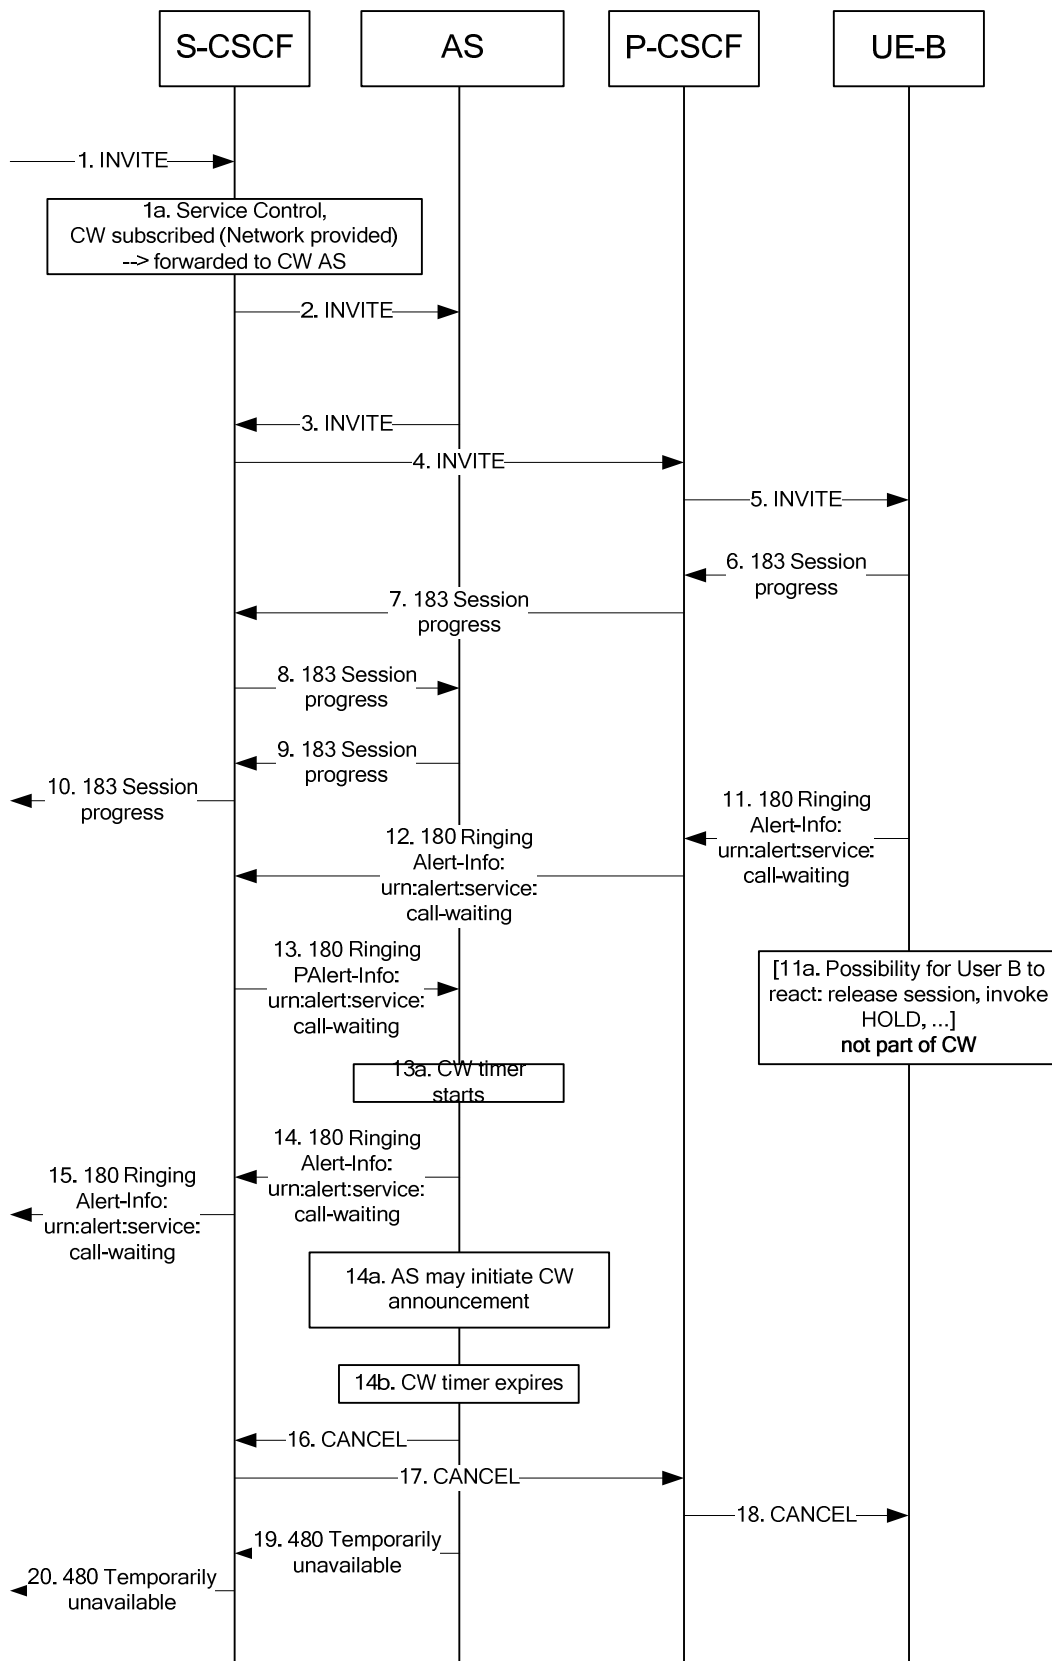 S-CSCF
AS
P-CSCF
UE-B
1. INVITE
1a. Service Control,
CW subscribed (Network provided)
--> forwarded to CW AS
2. INVITE
3. INVITE
4. INVITE
5. INVITE
6. 183 Session
progress
7. 183 Session
progress
8. 183 Session
progress
9. 183 Session
progress
10. 183 Session
progress
11. 180 Ringing
Alert-Info:
urn:alert:service:
call-waiting
12. 180 Ringing
Alert-Info:
urn:alert:service:
call-waiting
[11a. Possibility for User B to
react: release session, invoke
HOLD, ...]
not part of CW
13. 180 Ringing
PAlert-Info:
urn:alert:service:
call-waiting
13a. CW timer
starts
14. 180 Ringing
Alert-Info:
urn:alert:service:
call-waiting
15. 180 Ringing
Alert-Info:
urn:alert:service:
call-waiting
14a. AS may initiate CW
announcement
14b. CW timer expires
16. CANCEL
17. CANCEL
18. CANCEL
19. 480 Temporarily
unavailable
20. 480 Temporarily
unavailable